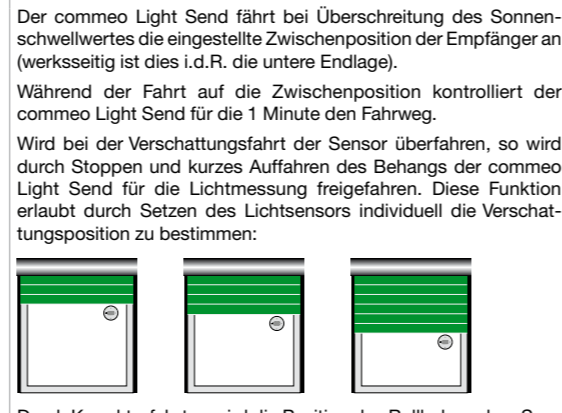 Der commeo Light Send fährt bei Überschreitung des Sonnen-
schwellwertes die eingestellte Zwischenposition der Empfänger an
(werksseitig ist dies i.d.R. die untere Endlage).
Während der Fahrt auf die Zwischenposition kontrolliert der
commeo Light Send für die 1 Minute den Fahrweg.
Wird bei der Verschattungsfahrt der Sensor überfahren, so wird
durch Stoppen und kurzes Auffahren des Behangs der commeo
Light Send für die Lichtmessung freigefahren. Diese Funktion
erlaubt durch Setzen des Lichtsensors individuell die Verschat-
tungsposition zu bestimmen: